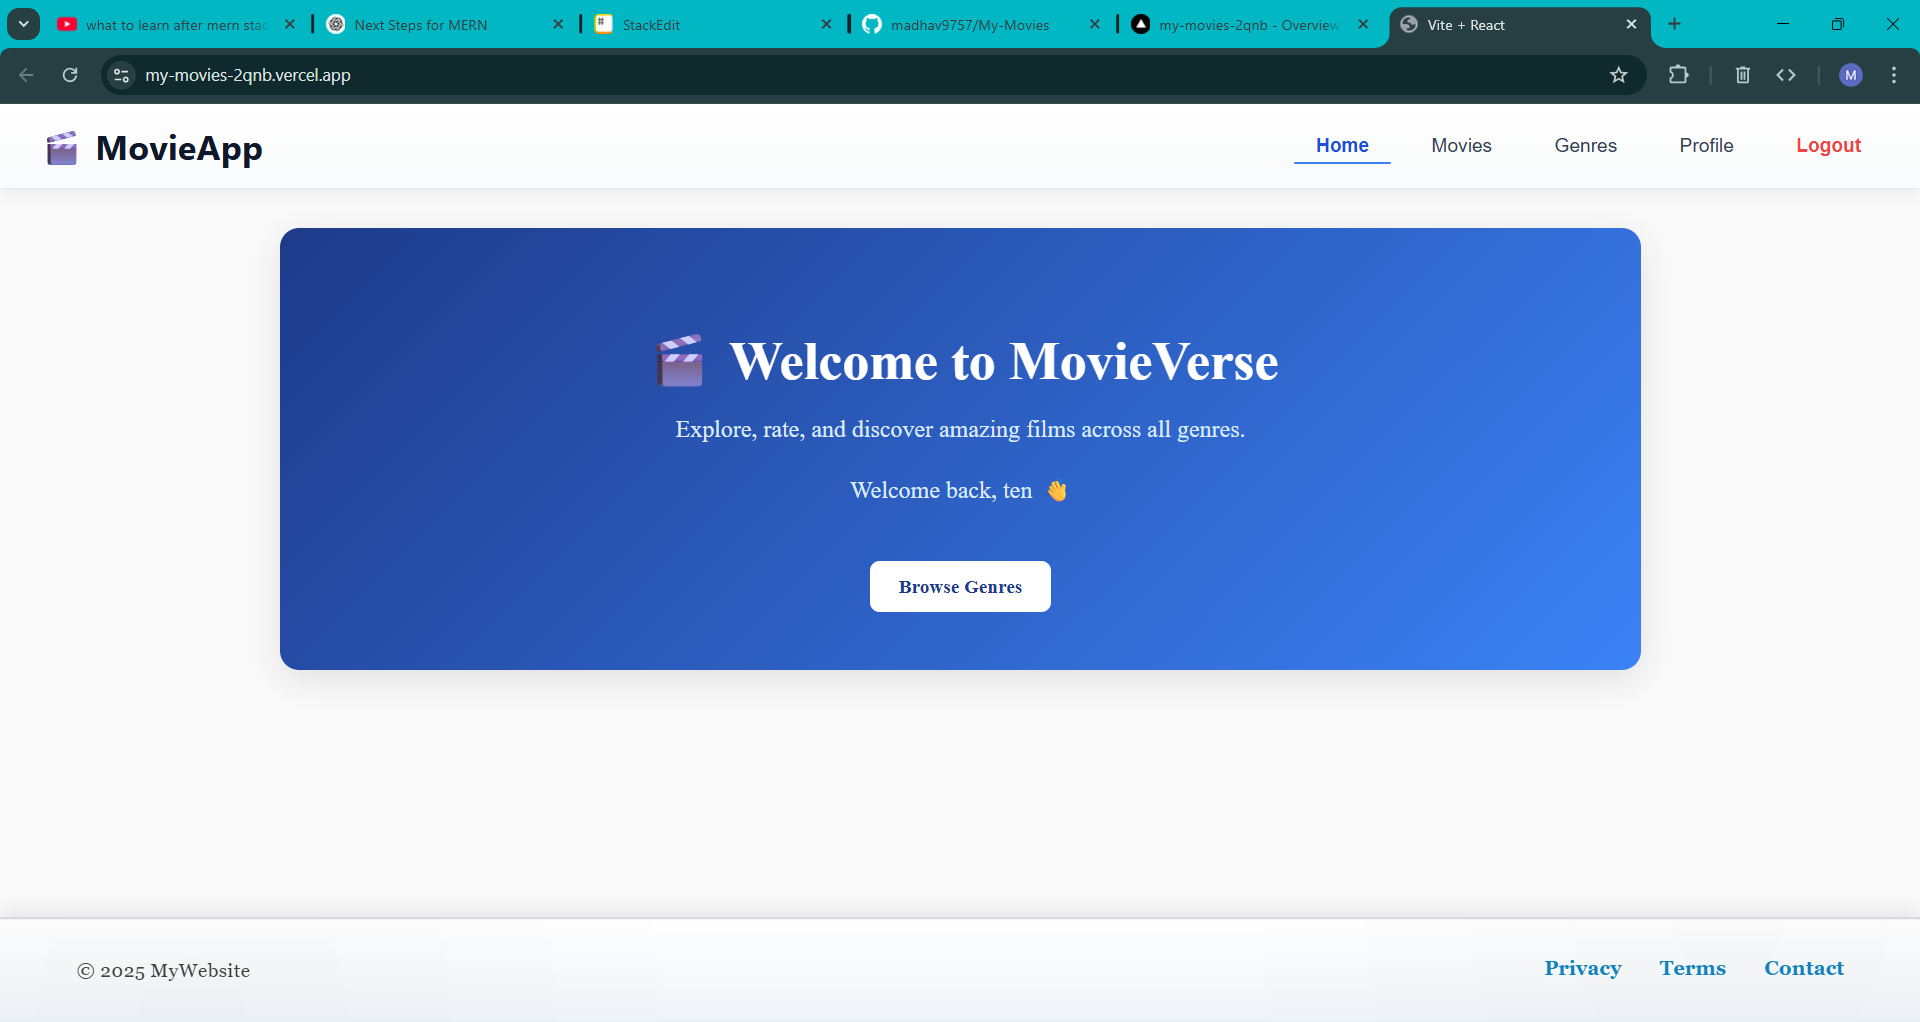 what to learn after mern stac
Next Steps for MERN
StackEdit
madhav9757/My-Movies
my-movies-2qnb - Overview
Vite + React
my-movies-2qnb.vercel.app
M
MovieApp
Home
Movies
Genres
Profile
Logout
Welcome to MovieVerse
Explore, rate, and discover amazing films across all genres.
Welcome back, ten 👋
Browse Genres
© 2025 MyWebsite
Privacy
Terms
Contact